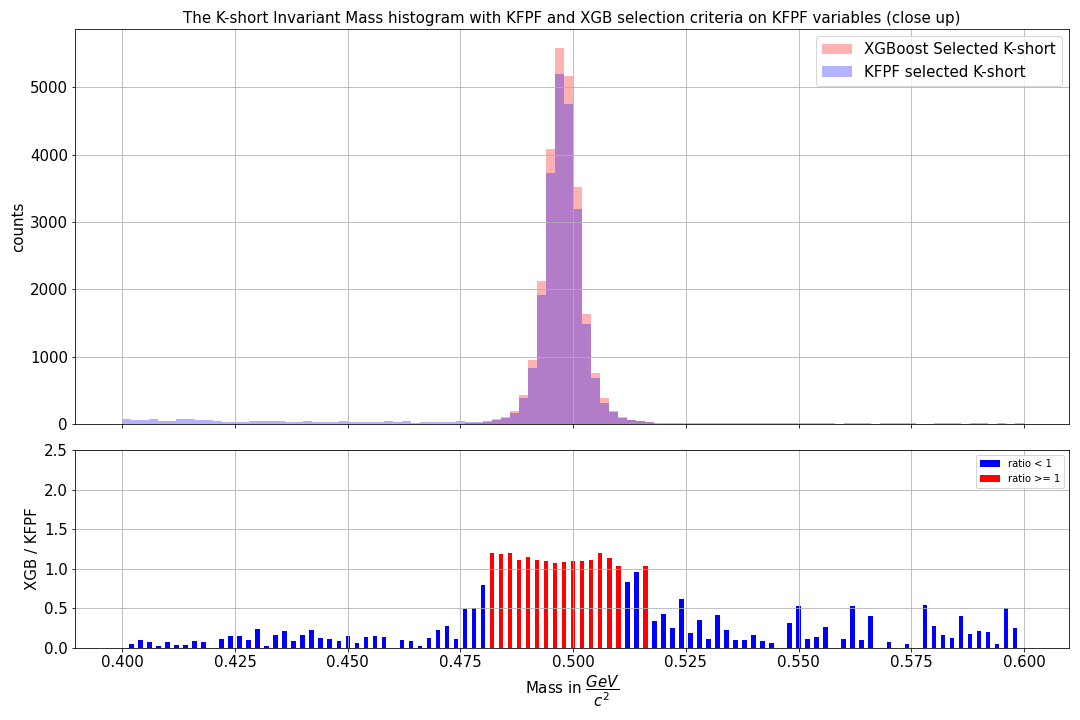 The K-short Invariant Mass histogram with KFPF and XGB selection criteria on KFPF variables (close up)
XGBoost Selected K-short
KFPF selected K-short
5000
4000
3000
2000
1000
0
counts
ratio < 1
ratio >= 1
2.5
2.0
1.5
1.0
0.5
0.0
XGB / KFPF
0.400 0.425 0.450 0.475 0.500 0.525 0.550 0.575 0.600
Mass in GeV/c²